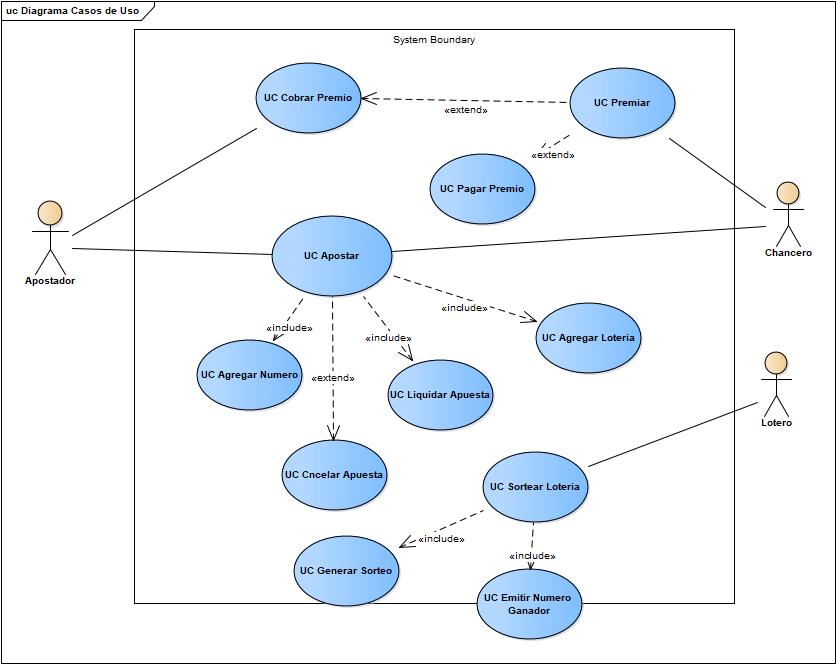 uc Diagrama Casos de Uso
System Boundary
UC Cobrar Premio
UC Premiar
«extend»
«extend»
UC Pagar Premio
Apostador
UC Apostar
Chancero
«include»
«include»
«include»
UC Agregar Loteria
UC Agregar Numero
«extend»
UC Liquidar Apuesta
Lotero
UC Cncelar Apuesta
UC Sortear Loteria
«include»
«include»
UC Generar Sorteo
UC Emitir Numero
Ganador